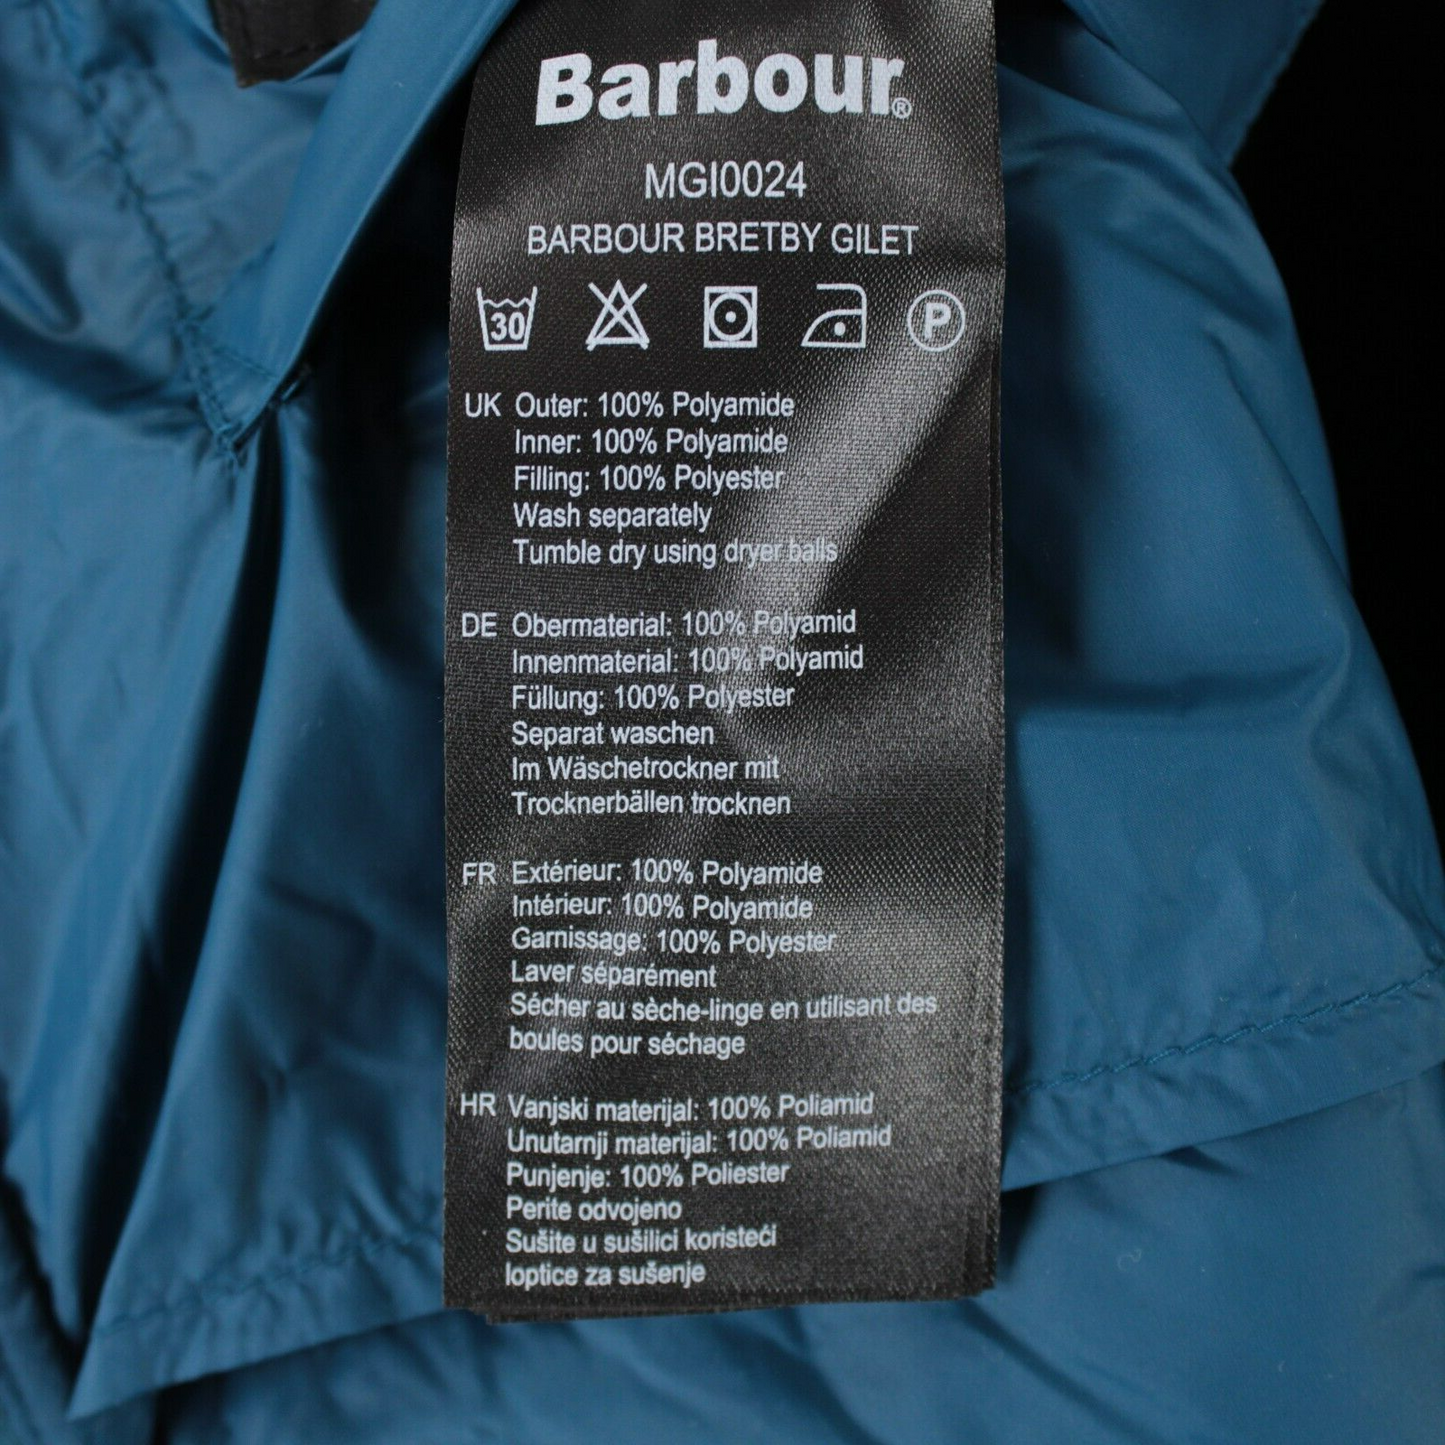 Barbour®
MGI0024
BARBOUR BRETBY GILET
30 P
UK Outer: 100% Polyamide
Inner: 100% Polyamide
Filling: 100% Polyester
Wash separately
Tumble dry using dryer balls
DE Obermaterial: 100% Polyamid
Innenmaterial: 100% Polyamid
Füllung: 100% Polyester
Separat waschen
Im Wäschetrockner mit
Trocknerbällen trocknen
FR Extérieur: 100% Polyamide
Intérieur: 100% Polyamide
Garnissage: 100% Polyester
Laver séparément
Sécher au sèche-linge en utilisant des
boules pour séchage
HR Vanjski materijal: 100% Poliamid
Unutarnji materijal: 100% Poliamid
Punjenje: 100% Poliester
Perite odvojeno
Sušite u sušilici koristeći
loptice za sušenje